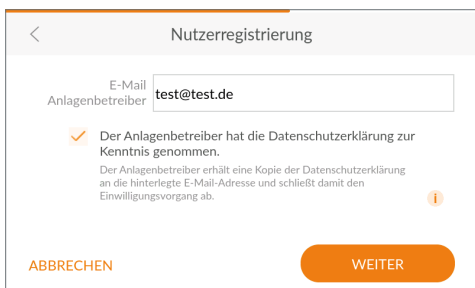 Nutzerregistrierung
E-Mail
Anlagenbetreiber
test@test.de
Der Anlagenbetreiber hat die Datenschutzerklärung zur
Kenntnis genommen.
Der Anlagenbetreiber erhält eine Kopie der Datenschutzerklärung
an die hinterlegte E-Mail-Adresse und schließt damit den
Einwilligungsvorgang ab.
i
ABBRECHEN
WEITER